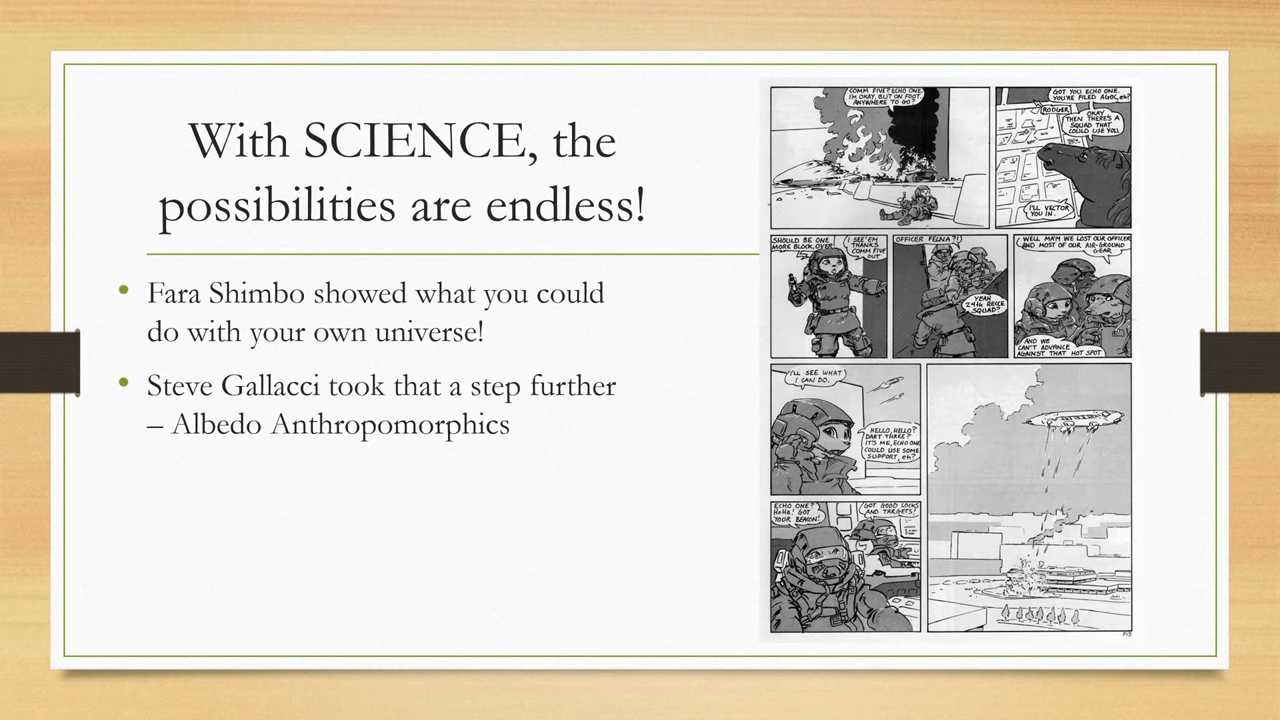 With SCIENCE, the
possibilities are endless!
• Fara Shimbo showed what you could
do with your own universe!
• Steve Gallacci took that a step further
– Albedo Anthropomorphics
COMM FIVE? ECHO ONE.
I'M OKAY, BUT ON FOOT.
ANYWHERE TO GO?
GOT YOU ECHO ONE.
YOU'RE FILED AGOC, eh?
RODGER
OKAY
THEN THERE'S A
SQUAD THAT
COULD USE YOU.
I'LL VECTOR
YOU IN.
SHOULD BE ONE
MORE BLOCK, OVER
I SEE'EM
THANKS
COMM FIVE
OUT
OFFICER FELNA?!
YEAH
24th RECCE
SQUAD?
WELL MA'M WE LOST OUR OFFICER
AND MOST OF OUR AIR-GROUND
GEAR
AND WE
CAN'T ADVANCE
AGAINST THAT HOT SPOT
I'LL SEE WHAT
I CAN DO.
HELLO, HELLO?
DART THREE?
IT'S ME, ECHO ONE
COULD USE SOME
SUPPORT, eh?
ECHO ONE?
HoHo! GOT
YOUR BEACON!
GOT GOOD LOCKS
AND TARGETS!